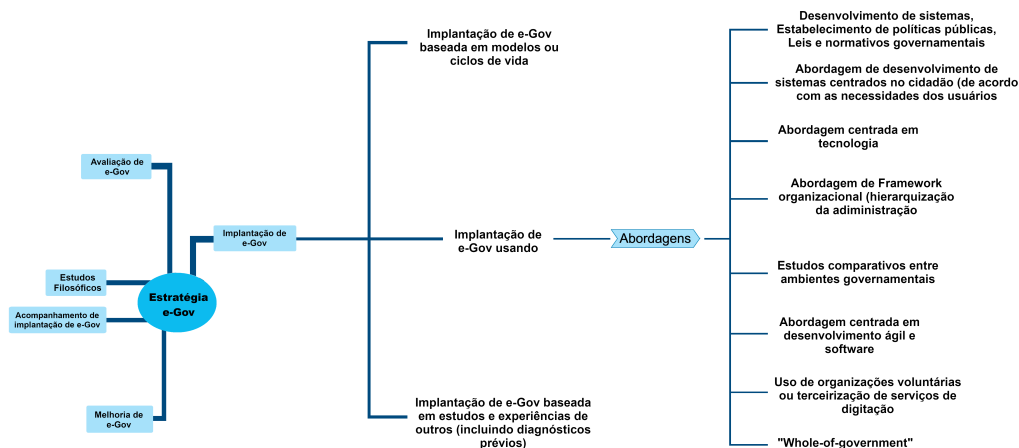 Avaliação de
e-Gov
Estudos
Filosóficos
Acompanhamento de
implantação de e-Gov
Melhoria de
e-Gov
Estratégia
e-Gov
Implantação de
e-Gov
Implantação de e-Gov
baseada em modelos ou
ciclos de vida
Implantação de
e-Gov usando
Implantação de e-Gov baseada
em estudos e experiências de
outros (incluindo diagnósticos
prévios)
Abordagens
Desenvolvimento de sistemas,
Estabelecimento de políticas públicas,
Leis e normativos governamentais
Abordagem de desenvolvimento de
sistemas centrados no cidadão (de acordo
com as necessidades dos usuários
Abordagem centrada em
tecnologia
Abordagem de Framework
organizacional (hierarquização
da adiministração
Estudos comparativos entre
ambientes governamentais
Abordagem centrada em
desenvolvimento ágil e
software
Uso de organizações voluntárias
ou terceirização de serviços de
digitação
"Whole-of-government"